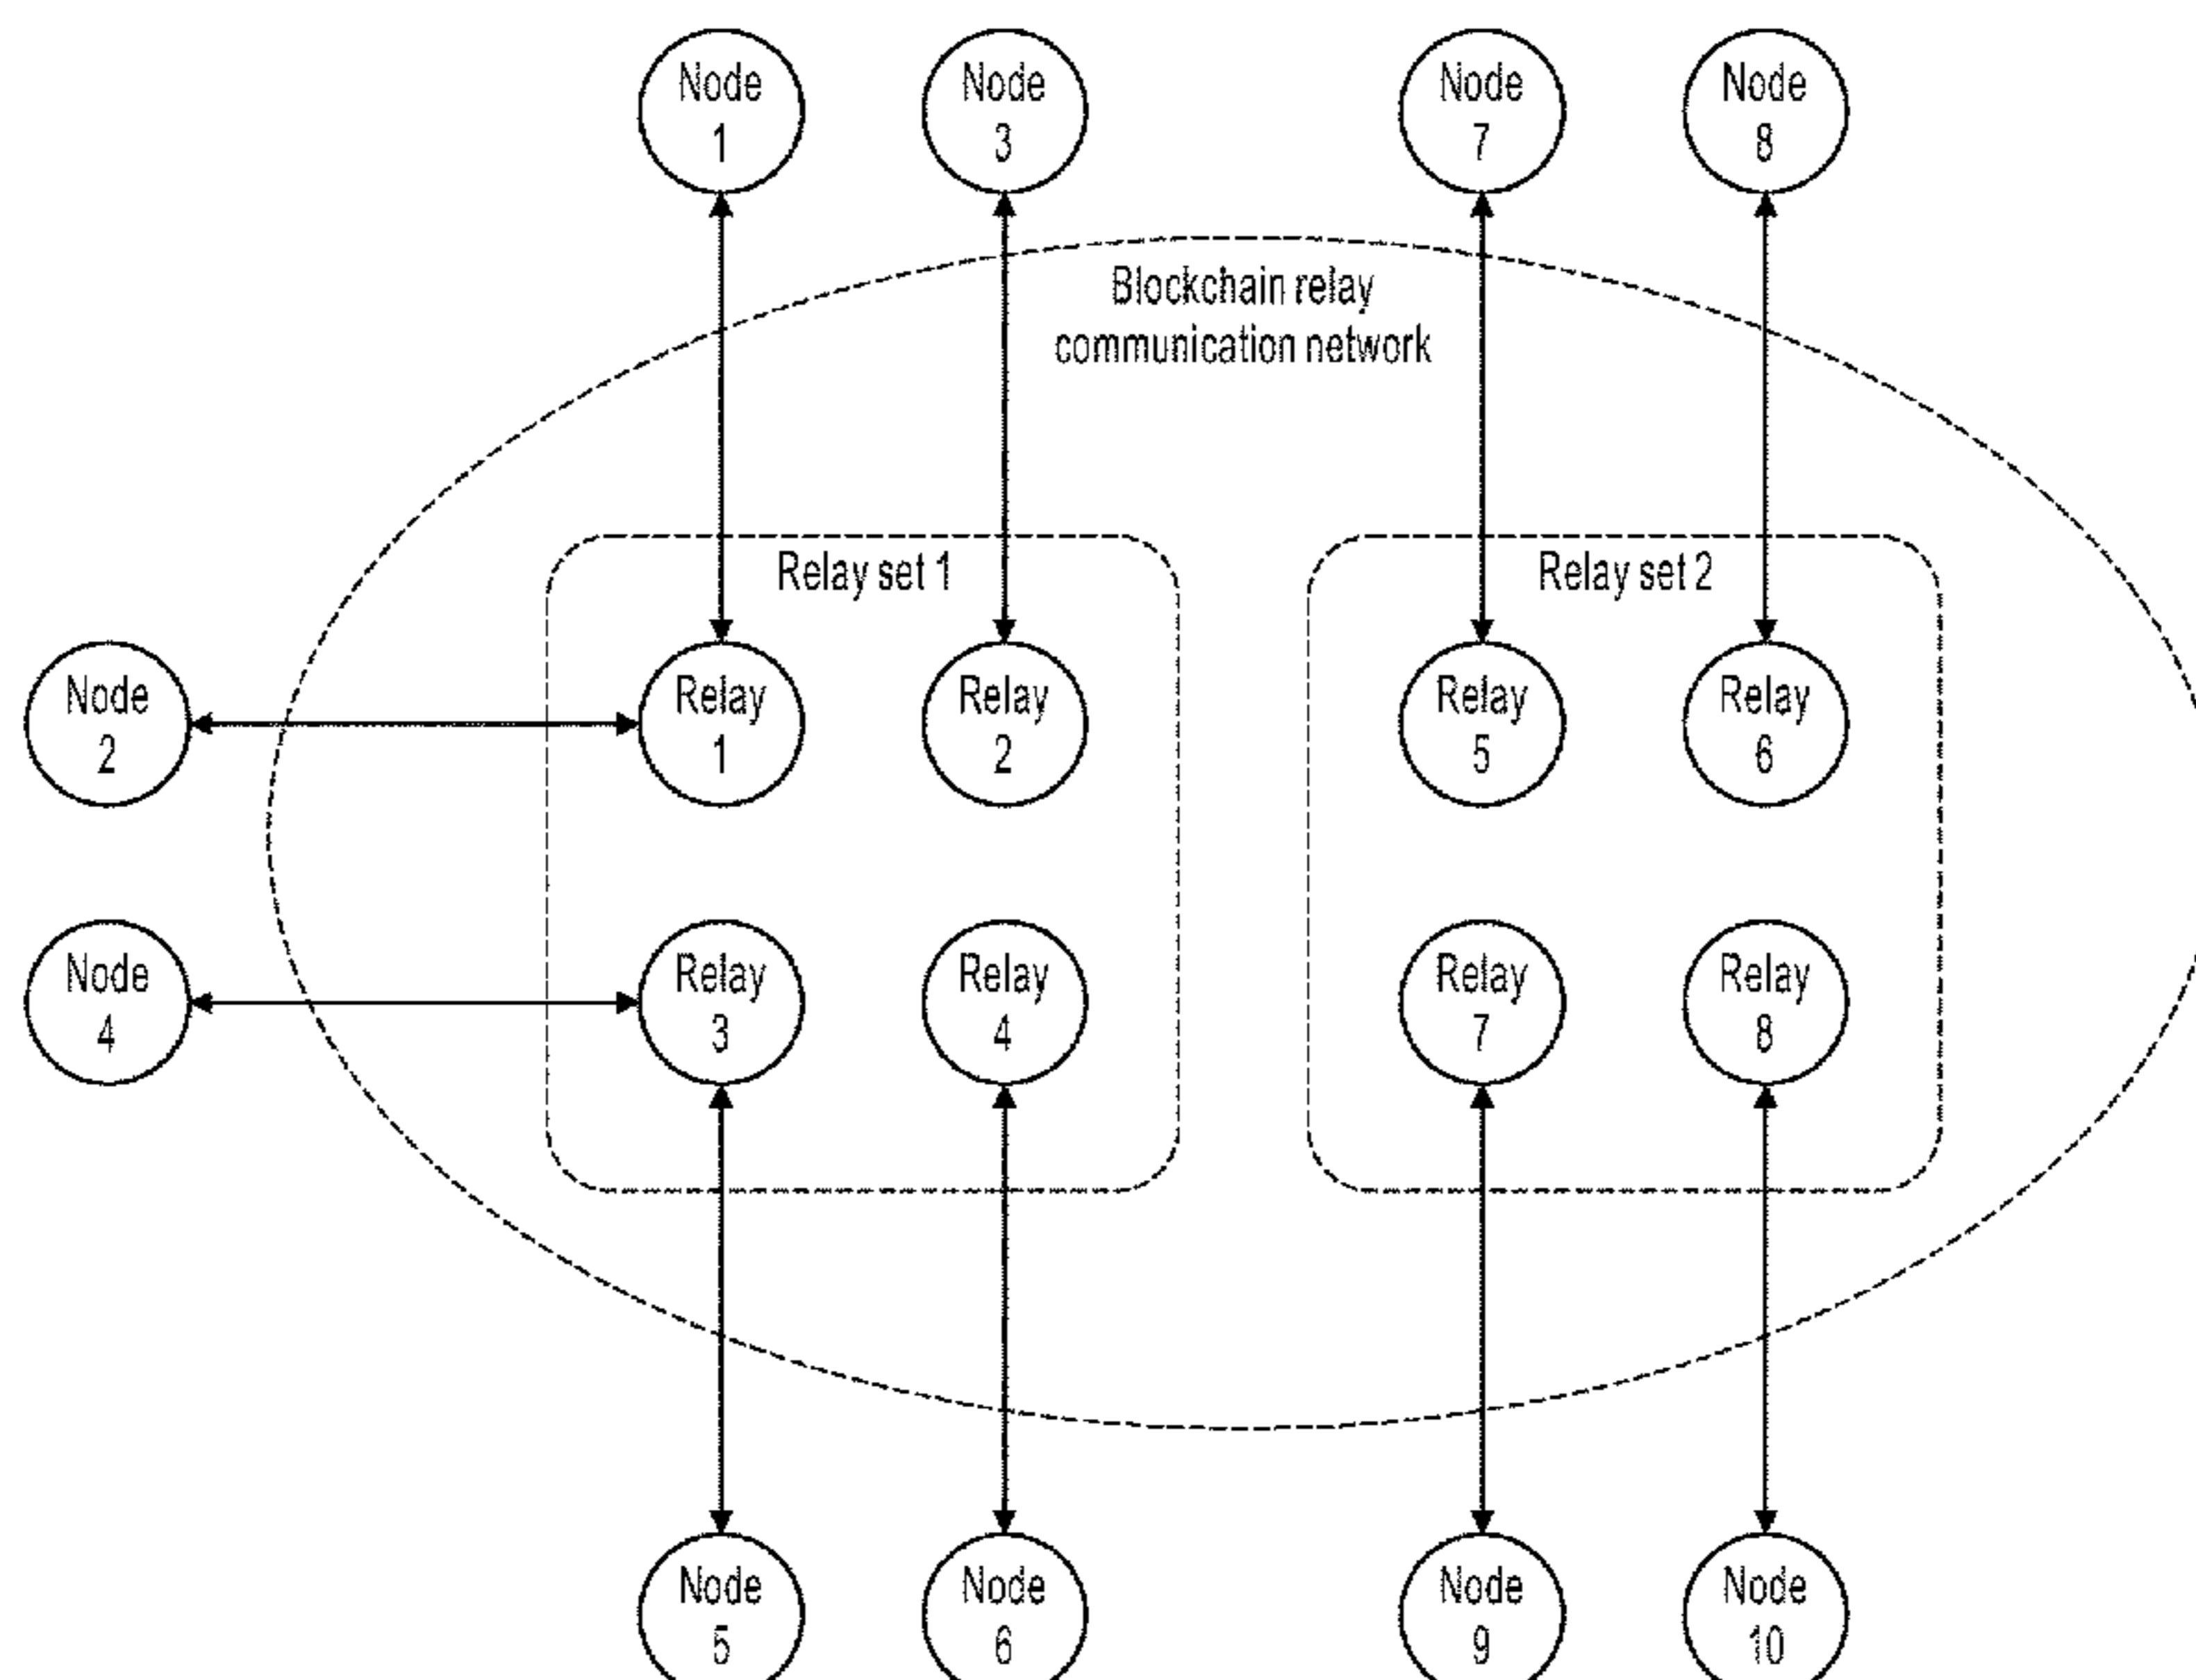 Node
1
Node
3
Node
7
Node
8
Blockchain relay
communication network
Relay set 1
Relay set 2
Node
2
Relay
1
Relay
2
Relay
5
Relay
6
Node
4
Relay
3
Relay
4
Relay
7
Relay
8
Node
5
Node
6
Node
9
Node
10